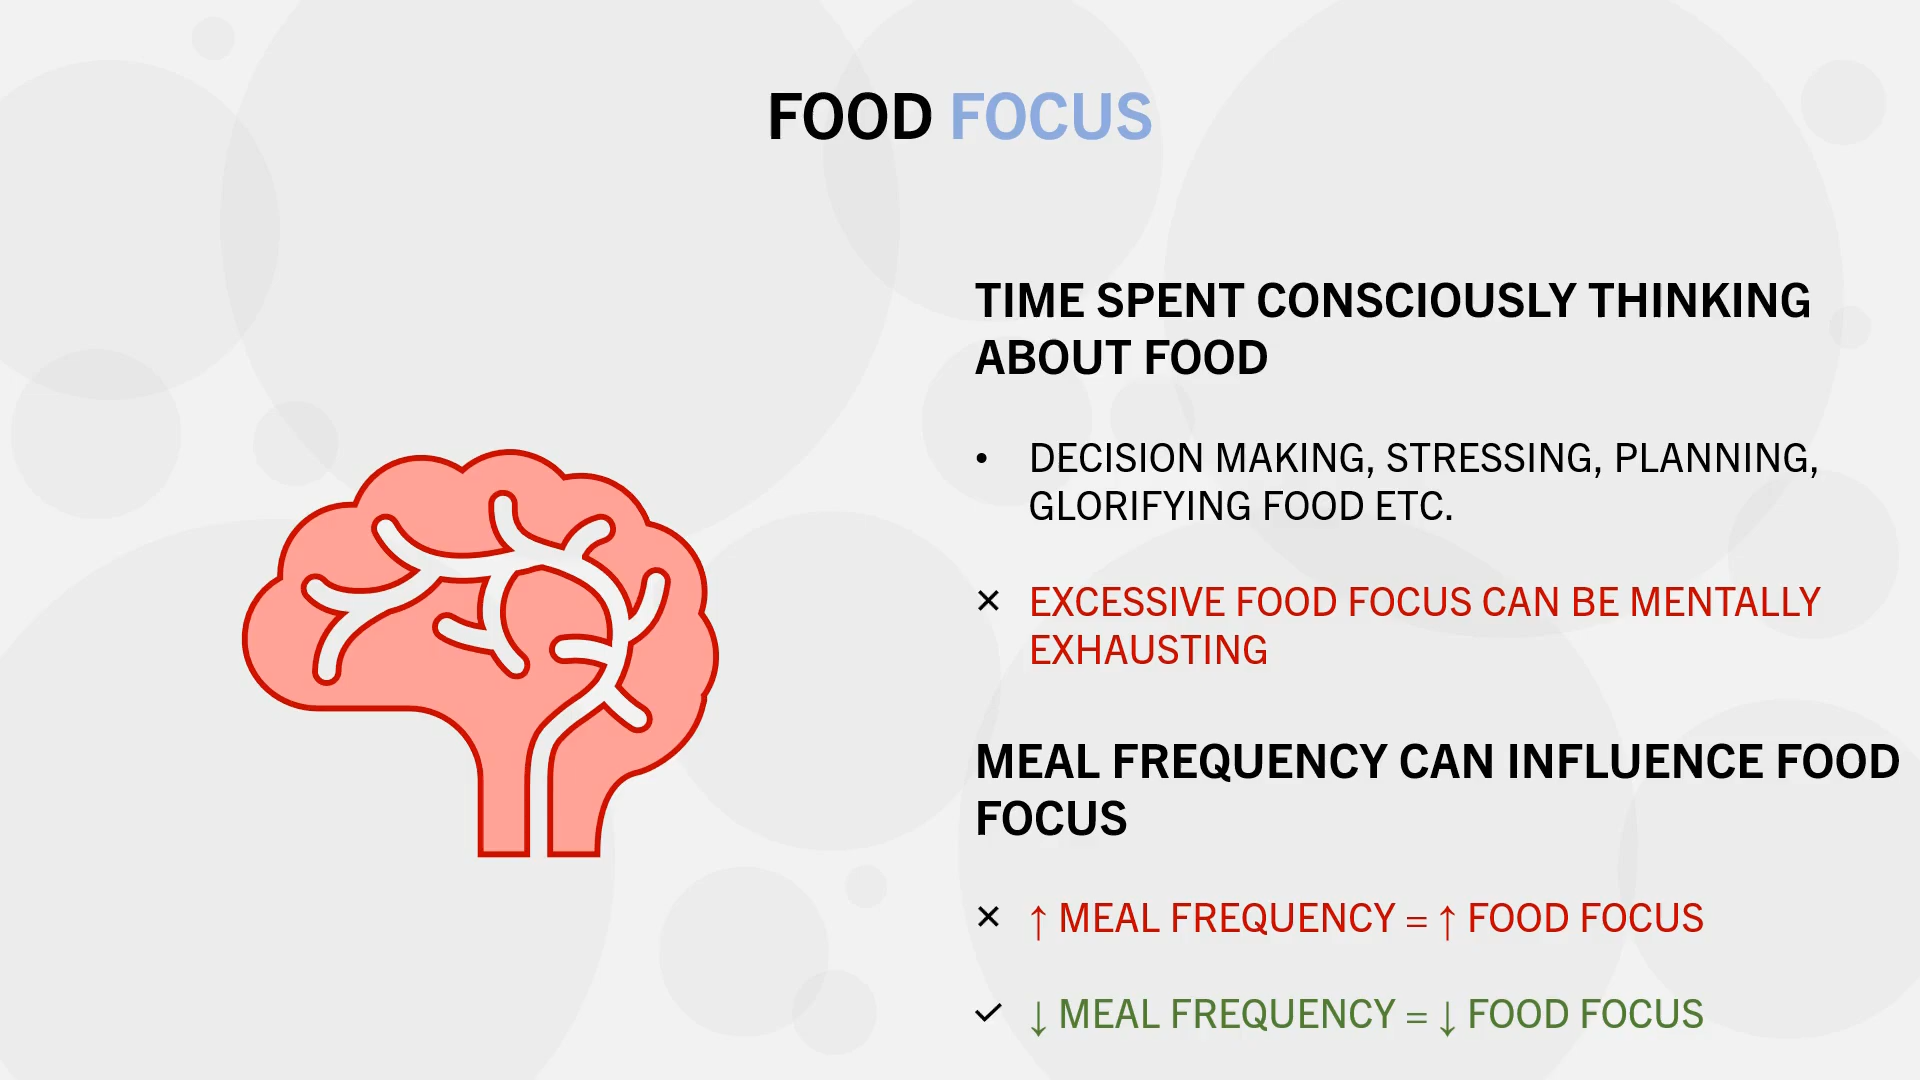 FOOD FOCUS
TIME SPENT CONSCIOUSLY THINKING
ABOUT FOOD
• DECISION MAKING, STRESSING, PLANNING,
GLORIFYING FOOD ETC.
✕ EXCESSIVE FOOD FOCUS CAN BE MENTALLY
EXHAUSTING
MEAL FREQUENCY CAN INFLUENCE FOOD
FOCUS
✕ ↑ MEAL FREQUENCY = ↑ FOOD FOCUS
✓ ↓ MEAL FREQUENCY = ↓ FOOD FOCUS